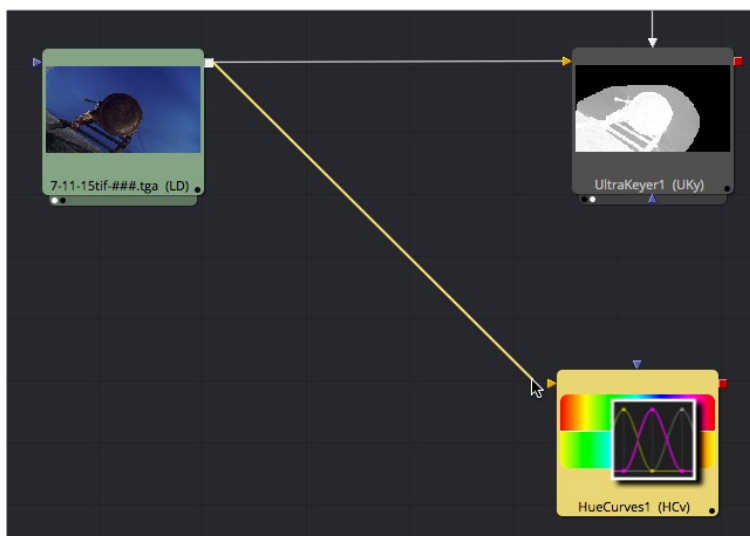 7-11-15tif-###.tga (LD)
UltraKeyer1 (UKy)
HueCurves1 (HCv)